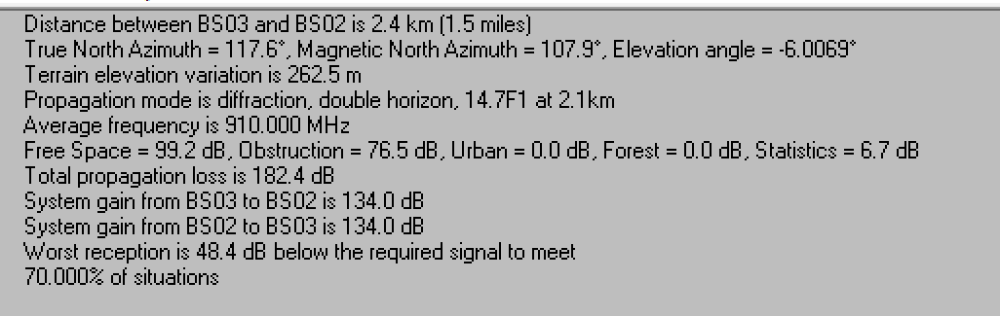 Distance between BS03 and BS02 is 2.4 km (1.5 miles)
True North Azimuth = 117.6°, Magnetic North Azimuth = 107.9°, Elevation angle = -6.0069°
Terrain elevation variation is 262.5 m
Propagation mode is diffraction, double horizon, 14.7F1 at 2.1km
Average frequency is 910.000 MHz
Free Space = 99.2 dB, Obstruction = 76.5 dB, Urban = 0.0 dB, Forest = 0.0 dB, Statistics = 6.7 dB
Total propagation loss is 182.4 dB
System gain from BS03 to BS02 is 134.0 dB
System gain from BS02 to BS03 is 134.0 dB
Worst reception is 48.4 dB below the required signal to meet
70.000% of situations